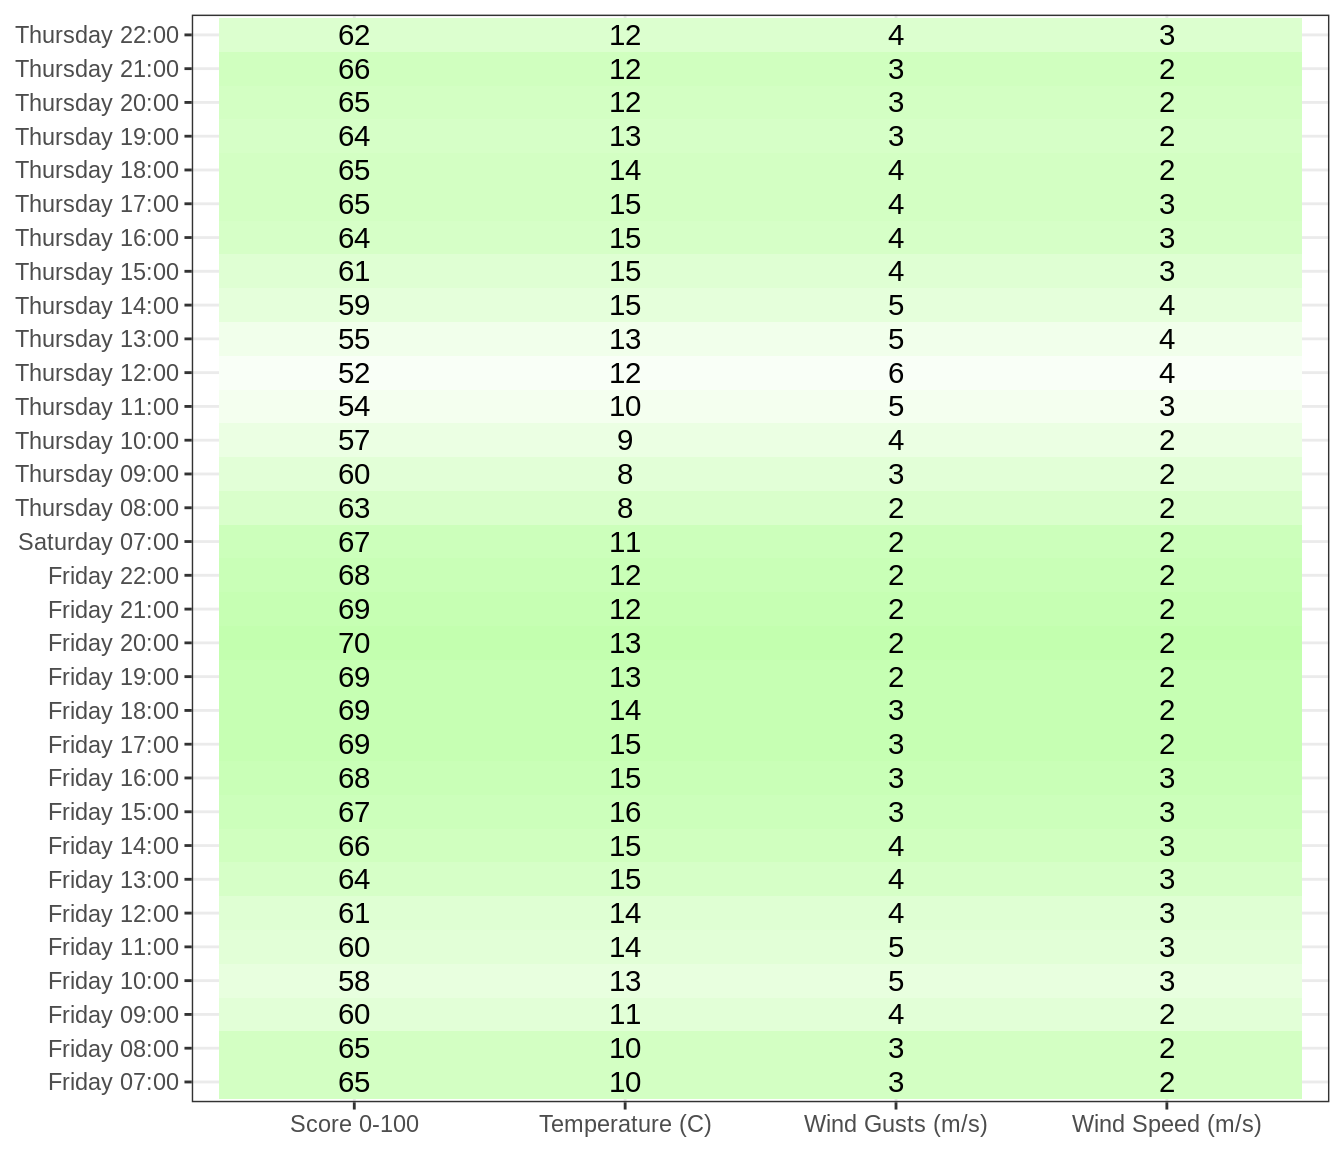 Thursday 22:00 62 12 4 3
Thursday 21:00 66 12 3 2
Thursday 20:00 65 12 3 2
Thursday 19:00 64 13 3 2
Thursday 18:00 65 14 4 2
Thursday 17:00 65 15 4 3
Thursday 16:00 64 15 4 3
Thursday 15:00 61 15 4 3
Thursday 14:00 59 15 5 4
Thursday 13:00 55 13 5 4
Thursday 12:00 52 12 6 4
Thursday 11:00 54 10 5 3
Thursday 10:00 57 9 4 2
Thursday 09:00 60 8 3 2
Thursday 08:00 63 8 2 2
Saturday 07:00 67 11 2 2
Friday 22:00 68 12 2 2
Friday 21:00 69 12 2 2
Friday 20:00 70 13 2 2
Friday 19:00 69 13 2 2
Friday 18:00 69 14 3 2
Friday 17:00 69 15 3 2
Friday 16:00 68 15 3 3
Friday 15:00 67 16 3 3
Friday 14:00 66 15 4 3
Friday 13:00 64 15 4 3
Friday 12:00 61 14 4 3
Friday 11:00 60 14 5 3
Friday 10:00 58 13 5 3
Friday 09:00 60 11 4 2
Friday 08:00 65 10 3 2
Friday 07:00 65 10 3 2
Score 0-100 Temperature (C) Wind Gusts (m/s) Wind Speed (m/s)